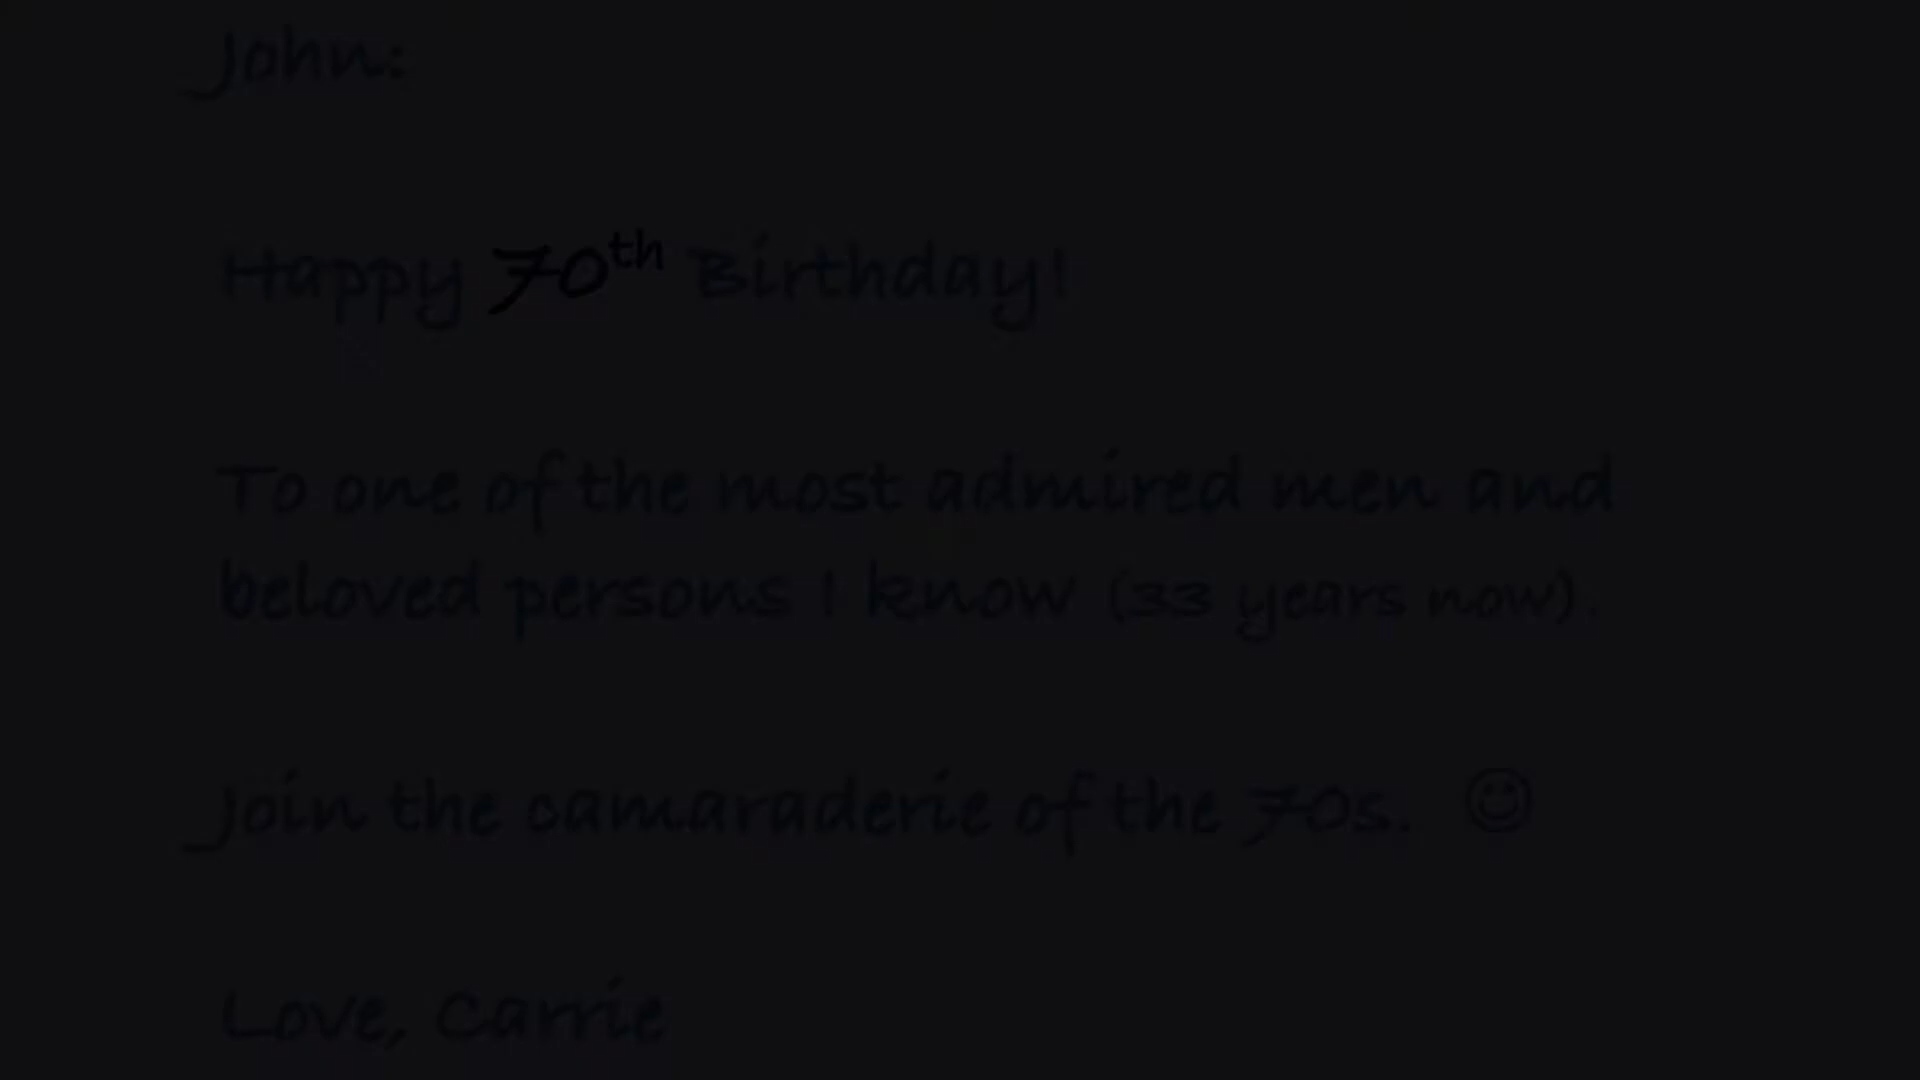 John:
Happy 70th Birthday!
To one of the most admired men and
beloved persons I know (33 years now).
Join the camaraderie of the 70s. ☺
Love, Carrie